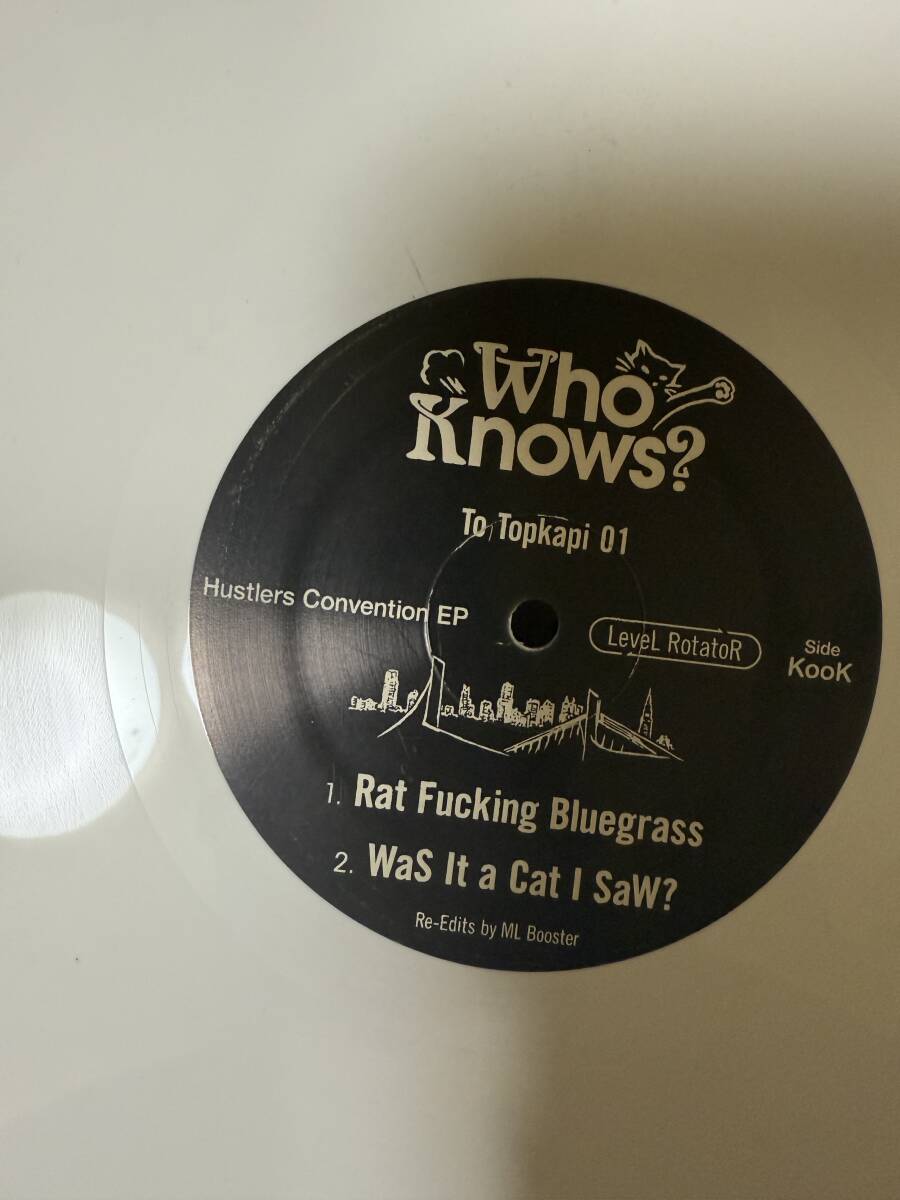 Who
Knows?
To Topkapi 01
Hustlers Convention EP
LeveL RotatoR
Side
KooK
1. Rat Fucking Bluegrass
2. WaS It a Cat I SaW?
Re-Edits by ML Booster